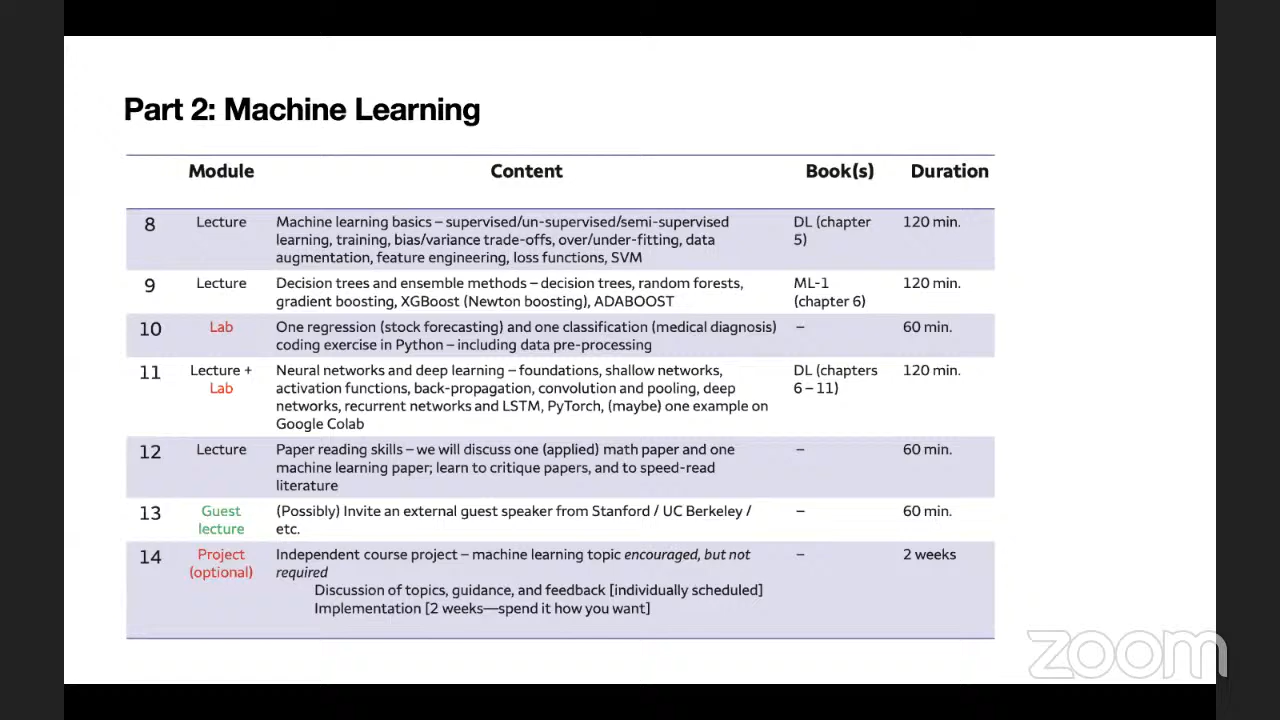 Part 2: Machine Learning
Module Content Book(s) Duration
8 Lecture Machine learning basics – supervised/un-supervised/semi-supervised DL (chapter 120 min.
learning, training, bias/variance trade-offs, over/under-fitting, data 5)
augmentation, feature engineering, loss functions, SVM
9 Lecture Decision trees and ensemble methods – decision trees, random forests, ML-1 120 min.
gradient boosting, XGBoost (Newton boosting), ADABOOST (chapter 6)
10 Lab One regression (stock forecasting) and one classification (medical diagnosis) – 60 min.
coding exercise in Python – including data pre-processing
11 Lecture + Neural networks and deep learning – foundations, shallow networks, DL (chapters 120 min.
Lab activation functions, back-propagation, convolution and pooling, deep 6 – 11)
networks, recurrent networks and LSTM, PyTorch, (maybe) one example on
Google Colab
12 Lecture Paper reading skills – we will discuss one (applied) math paper and one – 60 min.
machine learning paper; learn to critique papers, and to speed-read
literature
13 Guest (Possibly) Invite an external guest speaker from Stanford / UC Berkeley / – 60 min.
lecture etc.
14 Project Independent course project – machine learning topic encouraged, but not – 2 weeks
(optional) required
Discussion of topics, guidance, and feedback [individually scheduled]
Implementation [2 weeks—spend it how you want]
zoom